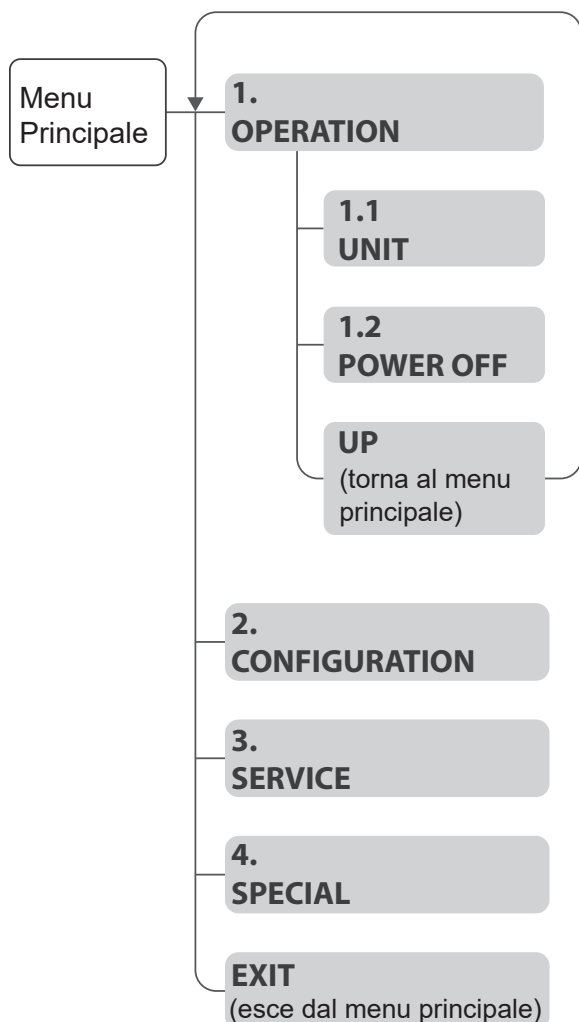 Menu
Principale
1.
OPERATION
1.1
UNIT
1.2
POWER OFF
UP
(torna al menu
principale)
2.
CONFIGURATION
3.
SERVICE
4.
SPECIAL
EXIT
(esce dal menu principale)